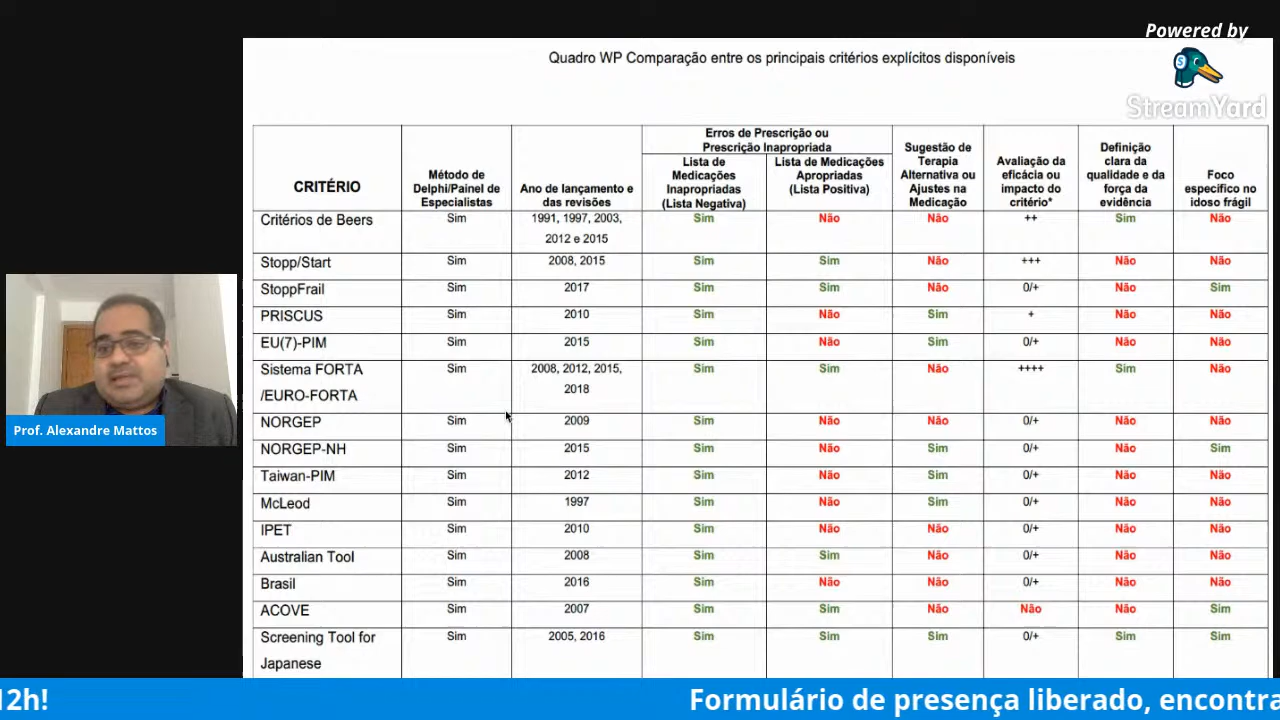 Powered by
StreamYard
Quadro WP Comparação entre os principais critérios explícitos disponíveis
CRITÉRIO
Método de
Delphi/Painel de
Especialistas
Ano de lançamento e
das revisões
Erros de Prescrição ou
Prescrição Inapropriada
Lista de
Medicações
Inapropriadas
(Lista Negativa)
Lista de Medicações
Apropriadas
(Lista Positiva)
Sugestão de
Terapia
Alternativa ou
Ajustes na
Medicação
Avaliação da
eficácia ou
impacto do
critério*
Definição
clara da
qualidade e da
força da
evidência
Foco
específico no
idoso frágil
Critérios de Beers Sim 1991, 1997, 2003, Sim Não Não ++ Sim Não
2012 e 2015
Stopp/Start Sim 2008, 2015 Sim Sim Não +++ Não Não
StoppFrail Sim 2017 Sim Sim Não 0/+ Não Sim
PRISCUS Sim 2010 Sim Não Sim + Não Não
EU(7)-PIM Sim 2015 Sim Não Sim 0/+ Não Não
Sistema FORTA Sim 2008, 2012, 2015, Sim Sim Não ++++ Sim Não
/EURO-FORTA 2018
NORGEP Sim 2009 Sim Não Não 0/+ Não Não
NORGEP-NH Sim 2015 Sim Não Sim 0/+ Não Sim
Taiwan-PIM Sim 2012 Sim Não Sim 0/+ Não Não
McLeod Sim 1997 Sim Não Sim 0/+ Não Não
IPET Sim 2010 Sim Não Não 0/+ Não Não
Australian Tool Sim 2008 Sim Sim Não 0/+ Não Não
Brasil Sim 2016 Sim Não Não 0/+ Não Não
ACOVE Sim 2007 Sim Sim Não Não Não Sim
Screening Tool for Sim 2005, 2016 Sim Sim Sim 0/+ Sim Sim
Japanese
Prof. Alexandre Mattos
12h! Formulário de presença liberado, encontra